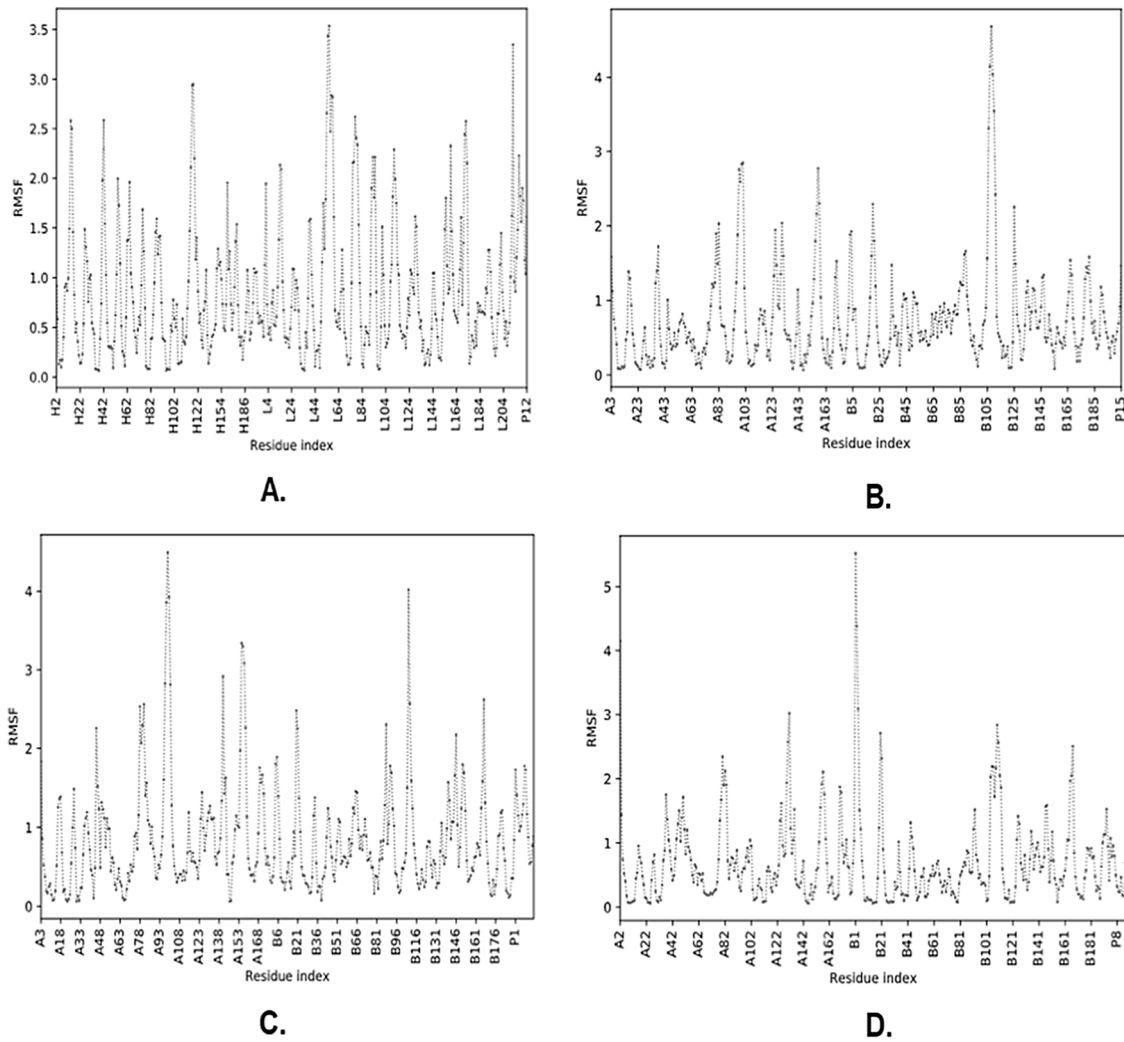 3.5
3.0
2.5
2.0
1.5
1.0
0.5
0.0
RMSF
H2 H22 H42 H62 H82 H102 H122 H154 H186 L4 L24 L44 L64 L84 L104 L124 L144 L164 L184 L204 P12
Residue index
A.
4
3
2
1
0
RMSF
A3 A23 A43 A63 A83 A103 A123 A143 A163 B5 B25 B45 B65 B85 B105 B125 B145 B165 B185 P15
Residue index
B.
4
3
2
1
0
RMSF
A3 A18 A33 A48 A63 A78 A93 A108 A123 A138 A153 A168 B6 B21 B36 B51 B66 B81 B96 B116 B131 B146 B161 B176 P1
Residue index
C.
5
4
3
2
1
0
RMSF
A2 A22 A42 A62 A82 A102 A122 A142 A162 B1 B21 B41 B61 B81 B101 B121 B141 B161 B181 P8
Residue index
D.